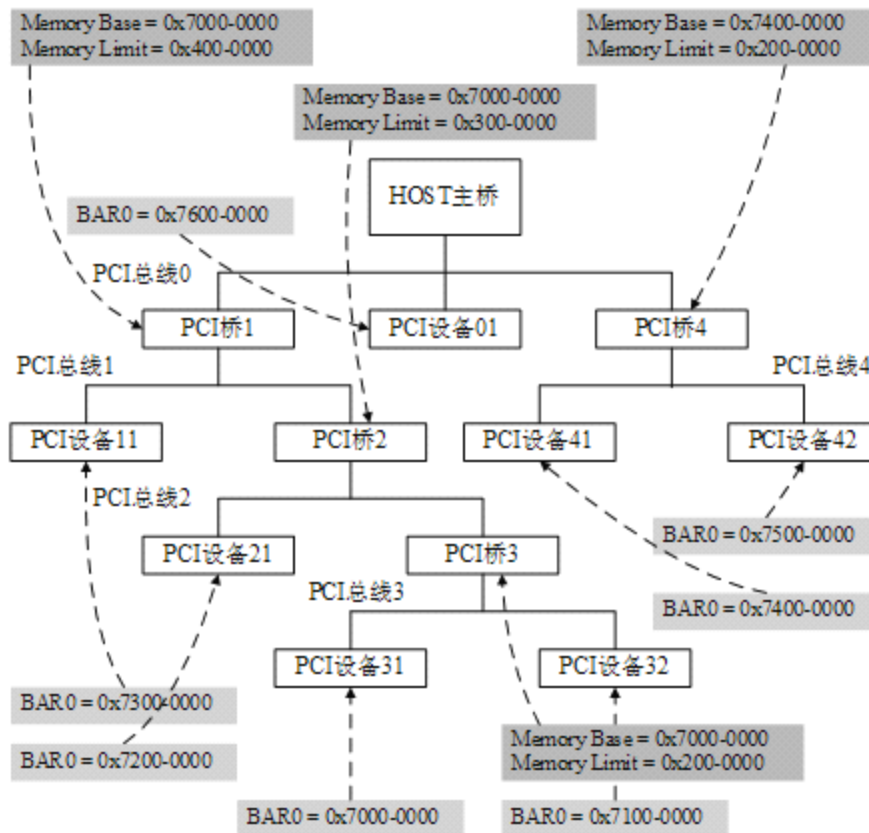 Memory Base = 0x7000-0000
Memory Limit = 0x400-0000
Memory Base = 0x7400-0000
Memory Limit = 0x200-0000
Memory Base = 0x7000-0000
Memory Limit = 0x300-0000
HOST主桥
BAR0 = 0x7600-0000
PCI总线0
PCI桥1
PCI设备01
PCI桥4
PCI总线1
PCI总线4
PCI设备11
PCI桥2
PCI设备41
PCI设备42
PCI总线2
BAR0 = 0x7500-0000
PCI设备21
PCI桥3
PCI总线3
BAR0 = 0x7400-0000
PCI设备31
PCI设备32
BAR0 = 0x7300-0000
Memory Base = 0x7000-0000
Memory Limit = 0x200-0000
BAR0 = 0x7200-0000
BAR0 = 0x7000-0000
BAR0 = 0x7100-0000